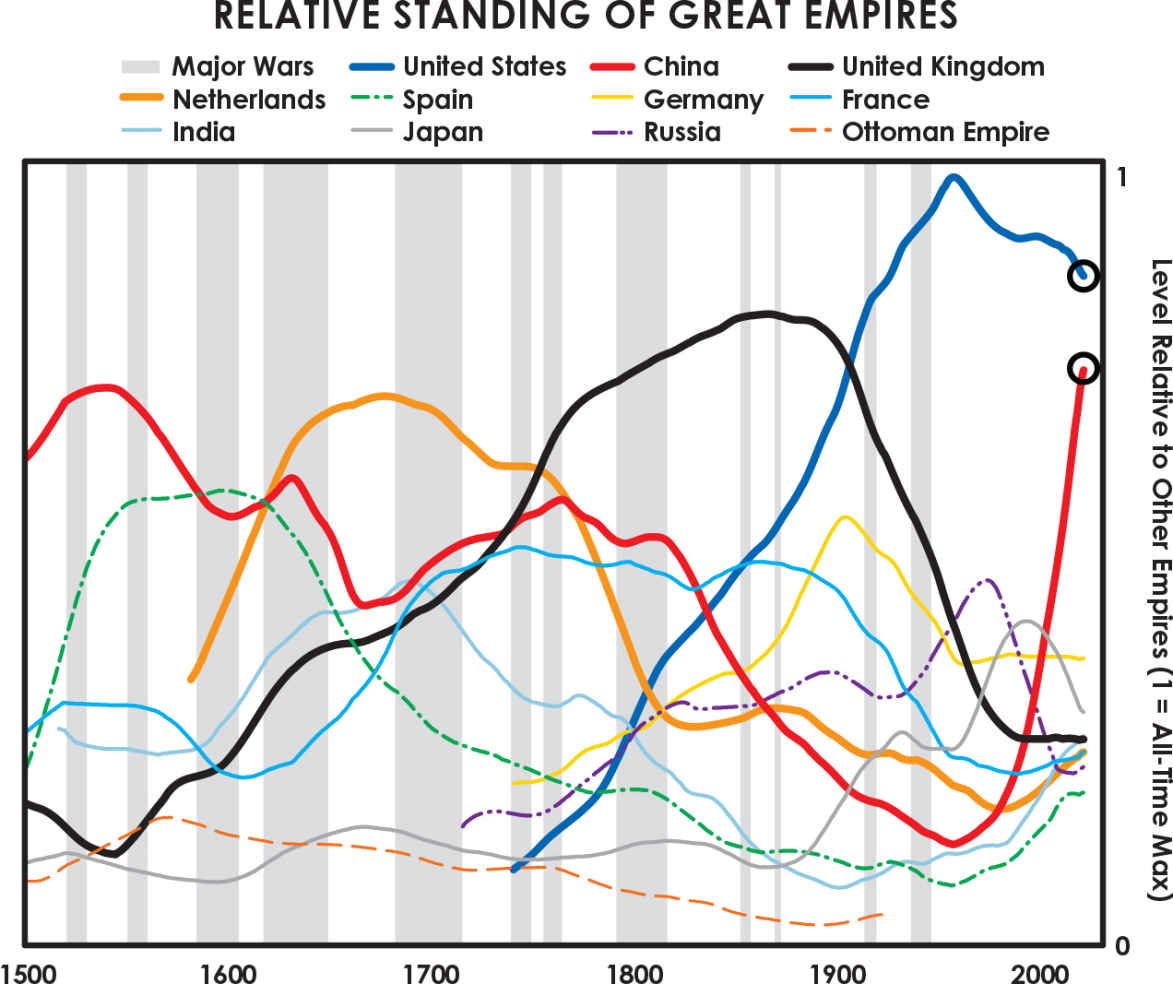 RELATIVE STANDING OF GREAT EMPIRES
Major Wars United States China United Kingdom
Netherlands Spain Germany France
India Japan Russia Ottoman Empire
1
Level Relative to Other Empires (1 = All-Time Max)
0
1500 1600 1700 1800 1900 2000